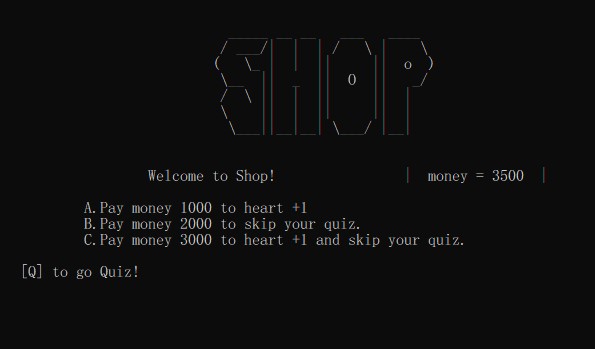 SHOP
Welcome to Shop! | money = 3500 |
A.Pay money 1000 to heart +1
B.Pay money 2000 to skip your quiz.
C.Pay money 3000 to heart +1 and skip your quiz.
[Q] to go Quiz!